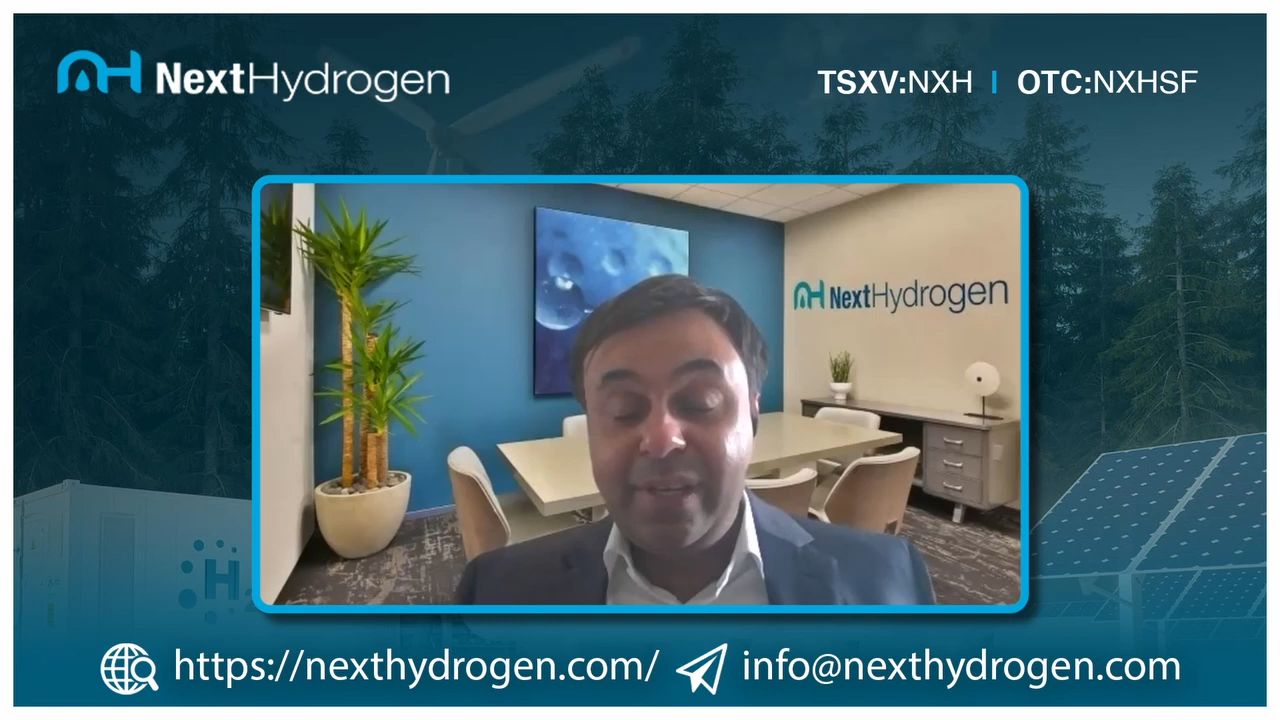 NextHydrogen
TSXV:NXH | OTC:NXHSF
NextHydrogen
H
https://nexthydrogen.com/
info@nexthydrogen.com